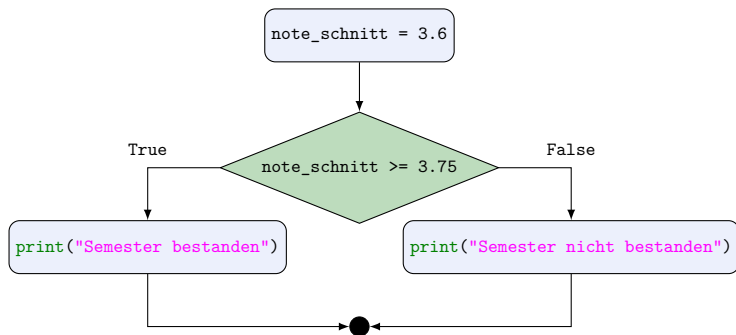 note_schnitt = 3.6
True
note_schnitt >= 3.75
False
print("Semester bestanden")
print("Semester nicht bestanden")